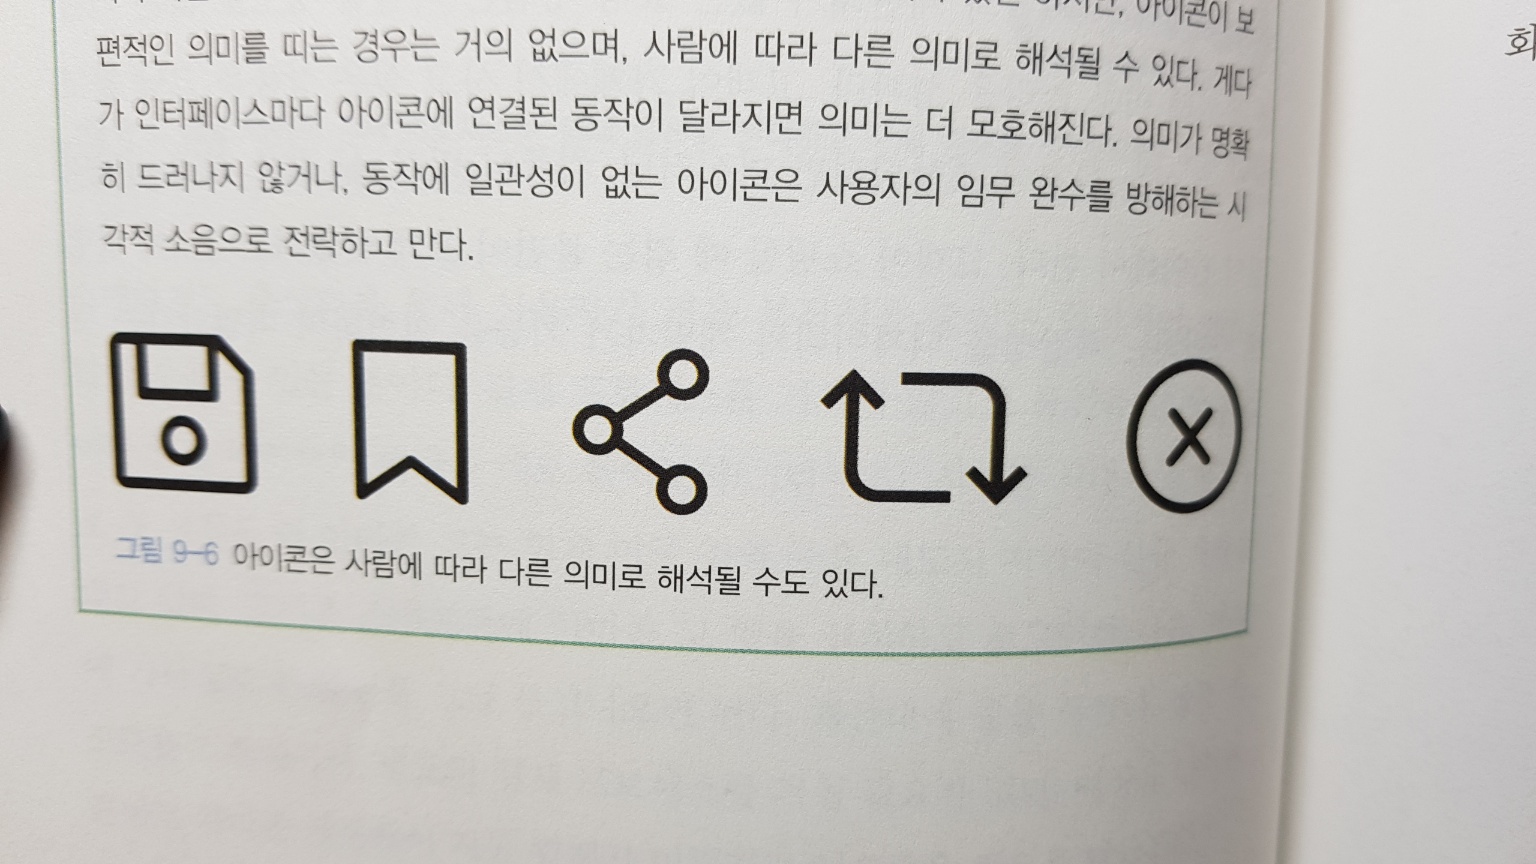 아이콘이 보
편적인 의미를 띠는 경우는 거의 없으며, 사람에 따라 다른 의미로 해석될 수 있다. 게다
가 인터페이스마다 아이콘에 연결된 동작이 달라지면 의미는 더 모호해진다. 의미가 명확
히 드러나지 않거나, 동작에 일관성이 없는 아이콘은 사용자의 임무 완수를 방해하는 시
각적 소음으로 전락하고 만다.
그림 9-6 아이콘은 사람에 따라 다른 의미로 해석될 수도 있다.
회